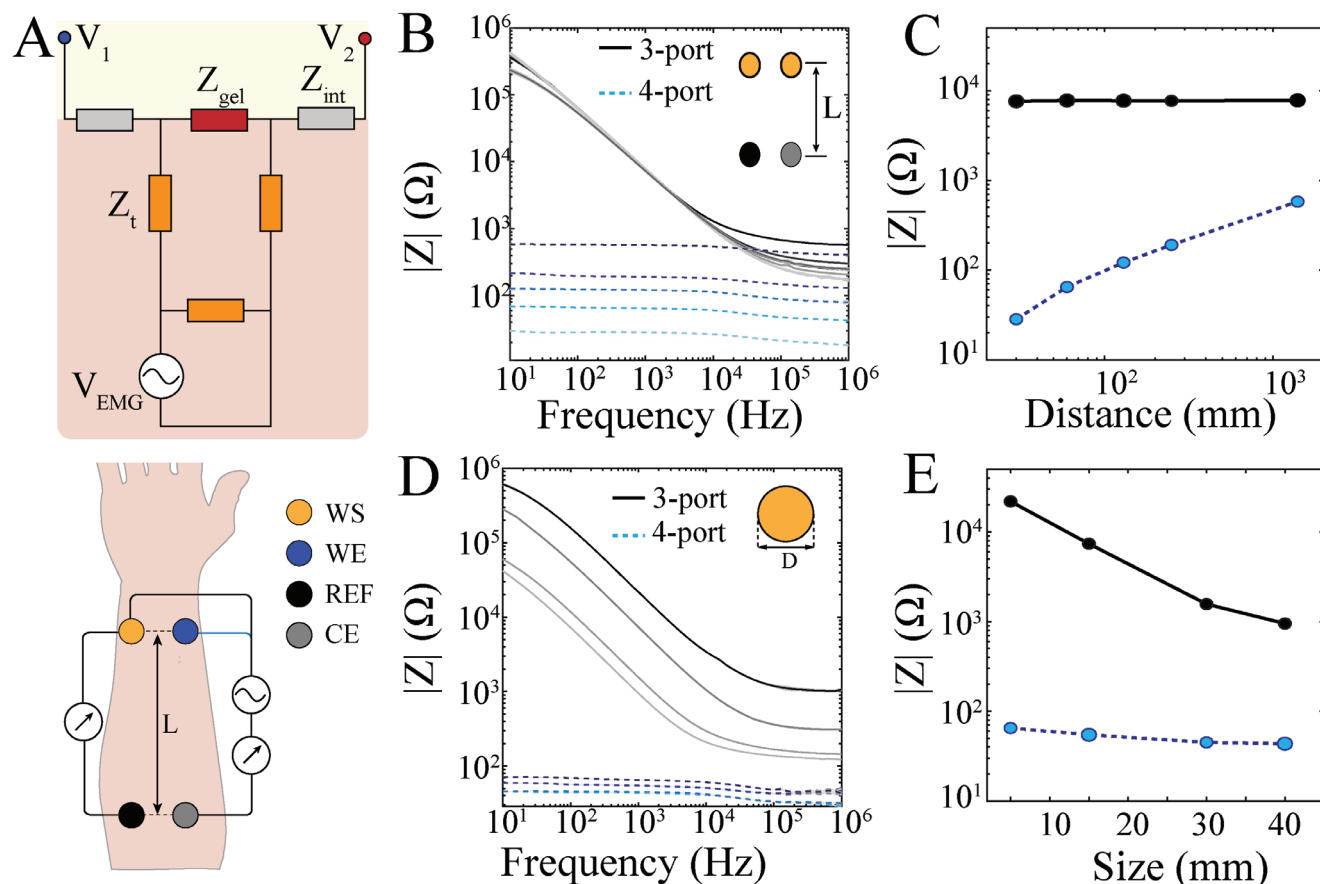 A
V1
V2
Zgel
Zint
Zt
VEMG
WS
WE
REF
CE
L
B
3-port
4-port
L
|Z| (Ω)
10^6
10^5
10^4
10^3
10^2
10^1 10^2 10^3 10^4 10^5 10^6
Frequency (Hz)
C
|Z| (Ω)
10^4
10^3
10^2
10^1
10^2 10^3
Distance (mm)
D
3-port
4-port
D
|Z| (Ω)
10^6
10^5
10^4
10^3
10^2
10^1 10^2 10^3 10^4 10^5 10^6
Frequency (Hz)
E
|Z| (Ω)
10^4
10^3
10^2
10^1
10 20 30 40
Size (mm)